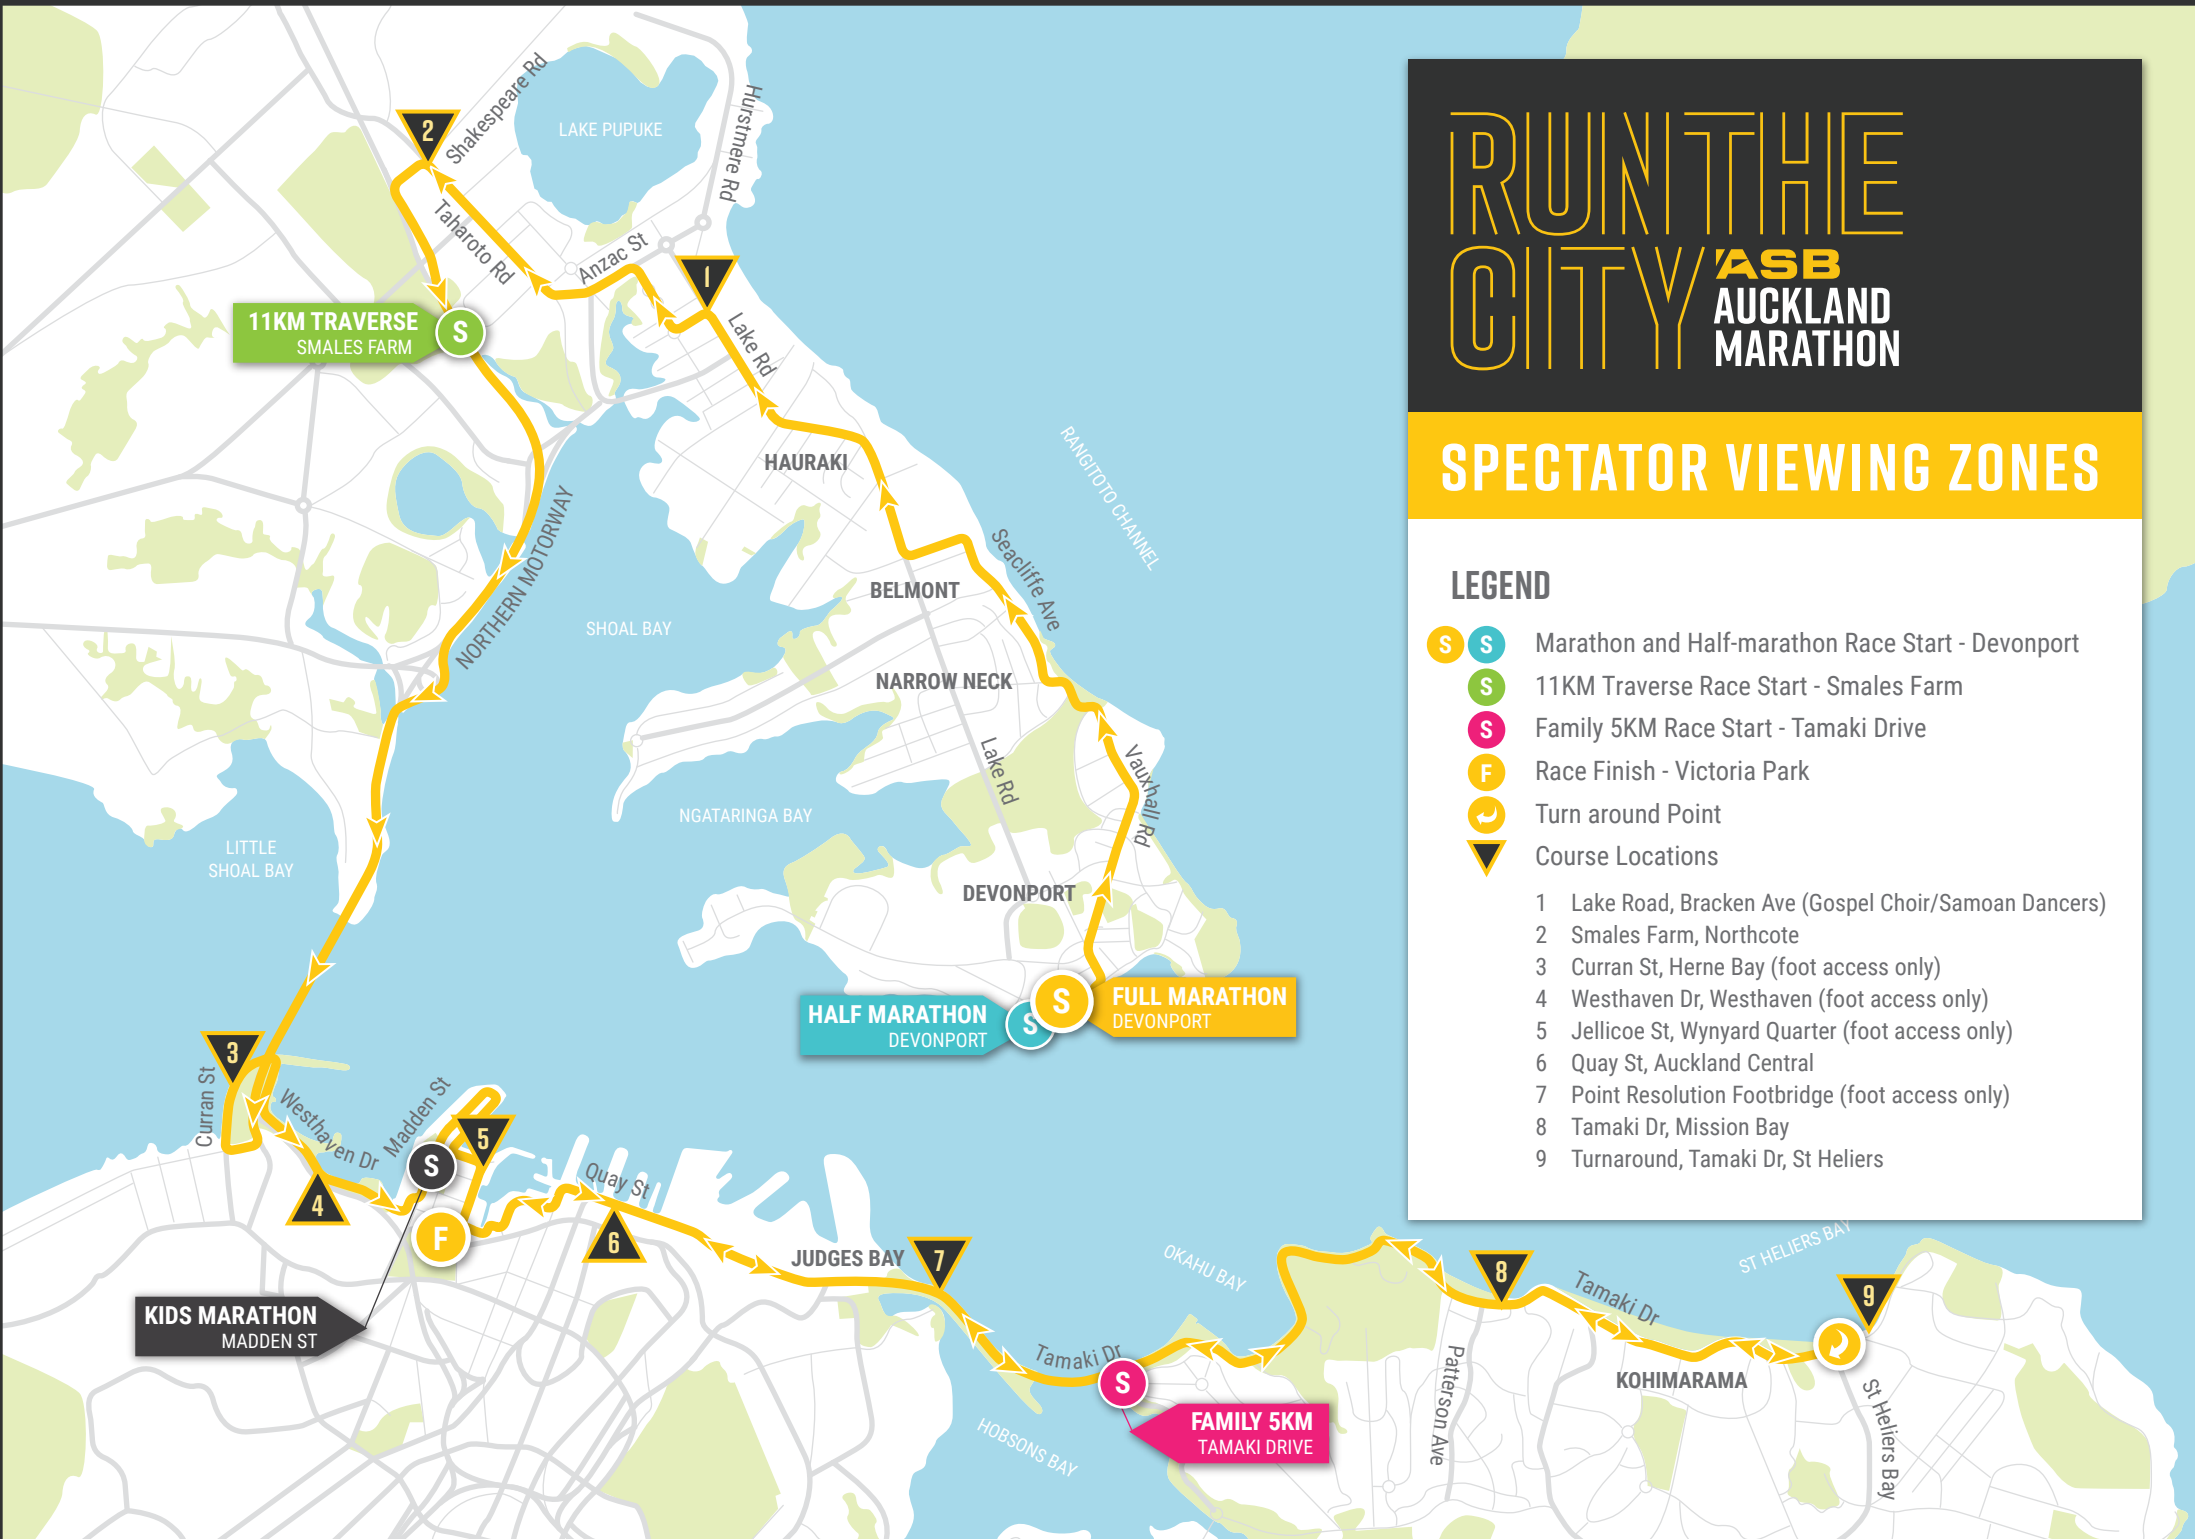 RUN THE
CITY
ASB
AUCKLAND
MARATHON
SPECTATOR VIEWING ZONES
LEGEND
S S Marathon and Half-marathon Race Start - Devonport
S 11KM Traverse Race Start - Smales Farm
S Family 5KM Race Start - Tamaki Drive
F Race Finish - Victoria Park
Turn around Point
Course Locations
1 Lake Road, Bracken Ave (Gospel Choir/Samoan Dancers)
2 Smales Farm, Northcote
3 Curran St, Herne Bay (foot access only)
4 Westhaven Dr, Westhaven (foot access only)
5 Jellicoe St, Wynyard Quarter (foot access only)
6 Quay St, Auckland Central
7 Point Resolution Footbridge (foot access only)
8 Tamaki Dr, Mission Bay
9 Turnaround, Tamaki Dr, St Heliers
2
Shakespeare Rd
LAKE PUPUKE
Hurstmere Rd
Taharoto Rd
Anzac St
1
Lake Rd
11KM TRAVERSE
SMALES FARM
S
HAURAKI
RANGITOTO CHANNEL
NORTHERN MOTORWAY
Seacliffe Ave
BELMONT
SHOAL BAY
NARROW NECK
Lake Rd
Vauxhall Rd
NGATARINGA BAY
LITTLE
SHOAL BAY
DEVONPORT
HALF MARATHON
DEVONPORT
S
S
FULL MARATHON
DEVONPORT
3
Curran St
Westhaven Dr
Madden St
5
S
4
F
Quay St
6
KIDS MARATHON
MADDEN ST
JUDGES BAY
7
OKAHU BAY
ST HELIERS BAY
8
Tamaki Dr
9
Tamaki Dr
S
FAMILY 5KM
TAMAKI DRIVE
HOBSONS BAY
Patterson Ave
KOHIMARAMA
St Heliers Bay